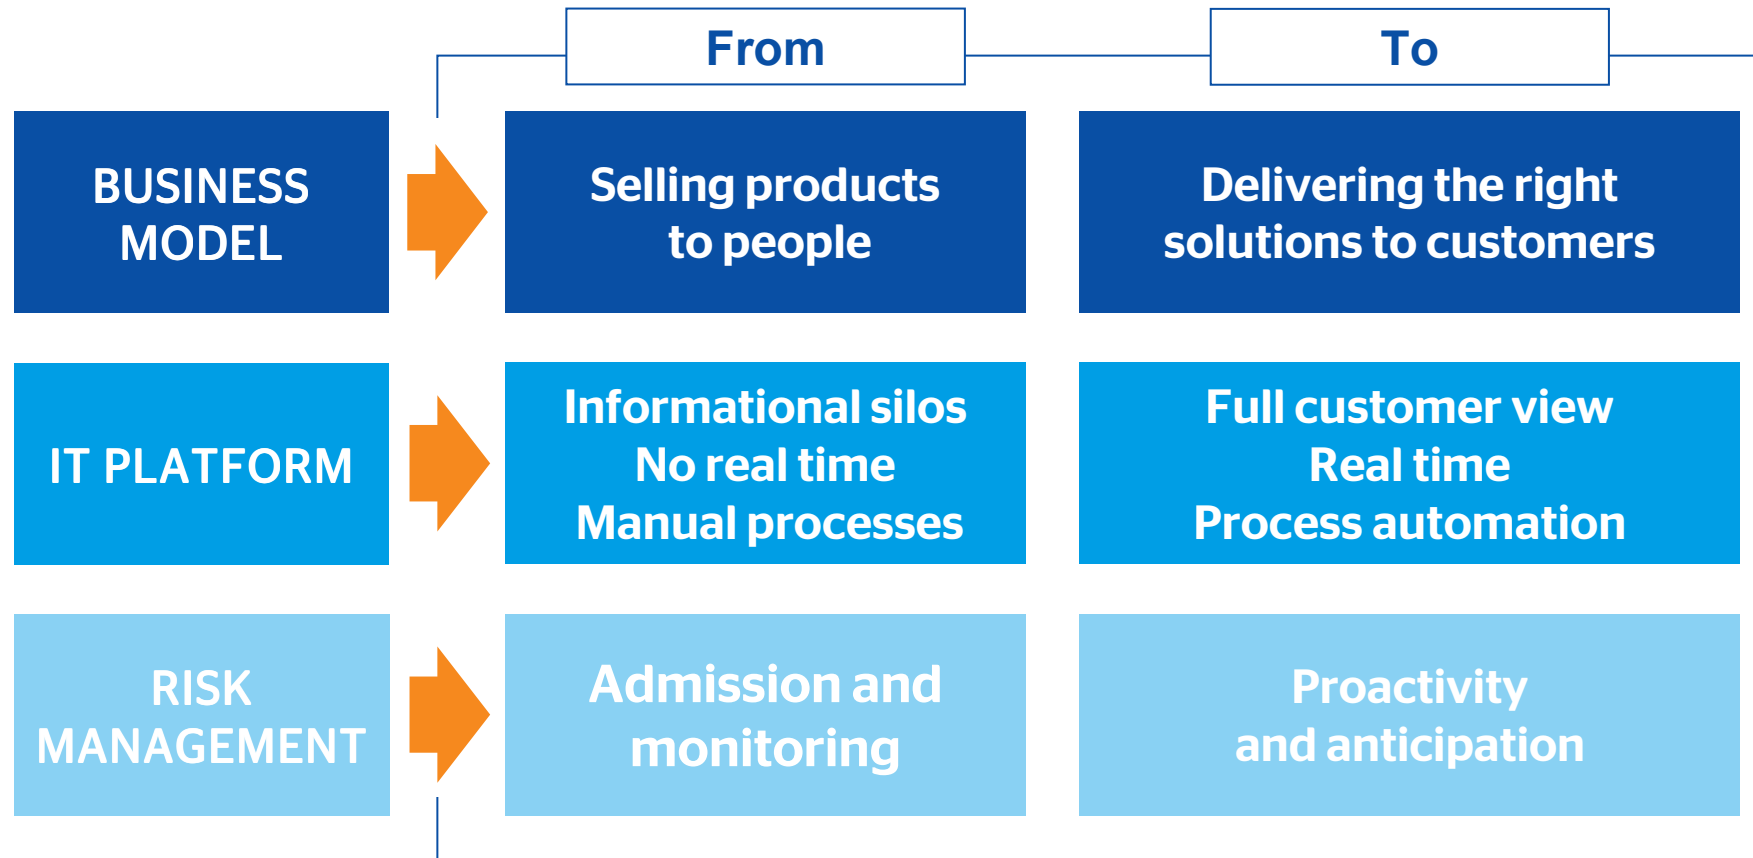 From
To
BUSINESS
MODEL
Selling products
to people
Delivering the right
solutions to customers
IT PLATFORM
Informational silos
No real time
Manual processes
Full customer view
Real time
Process automation
RISK
MANAGEMENT
Admission and
monitoring
Proactivity
and anticipation